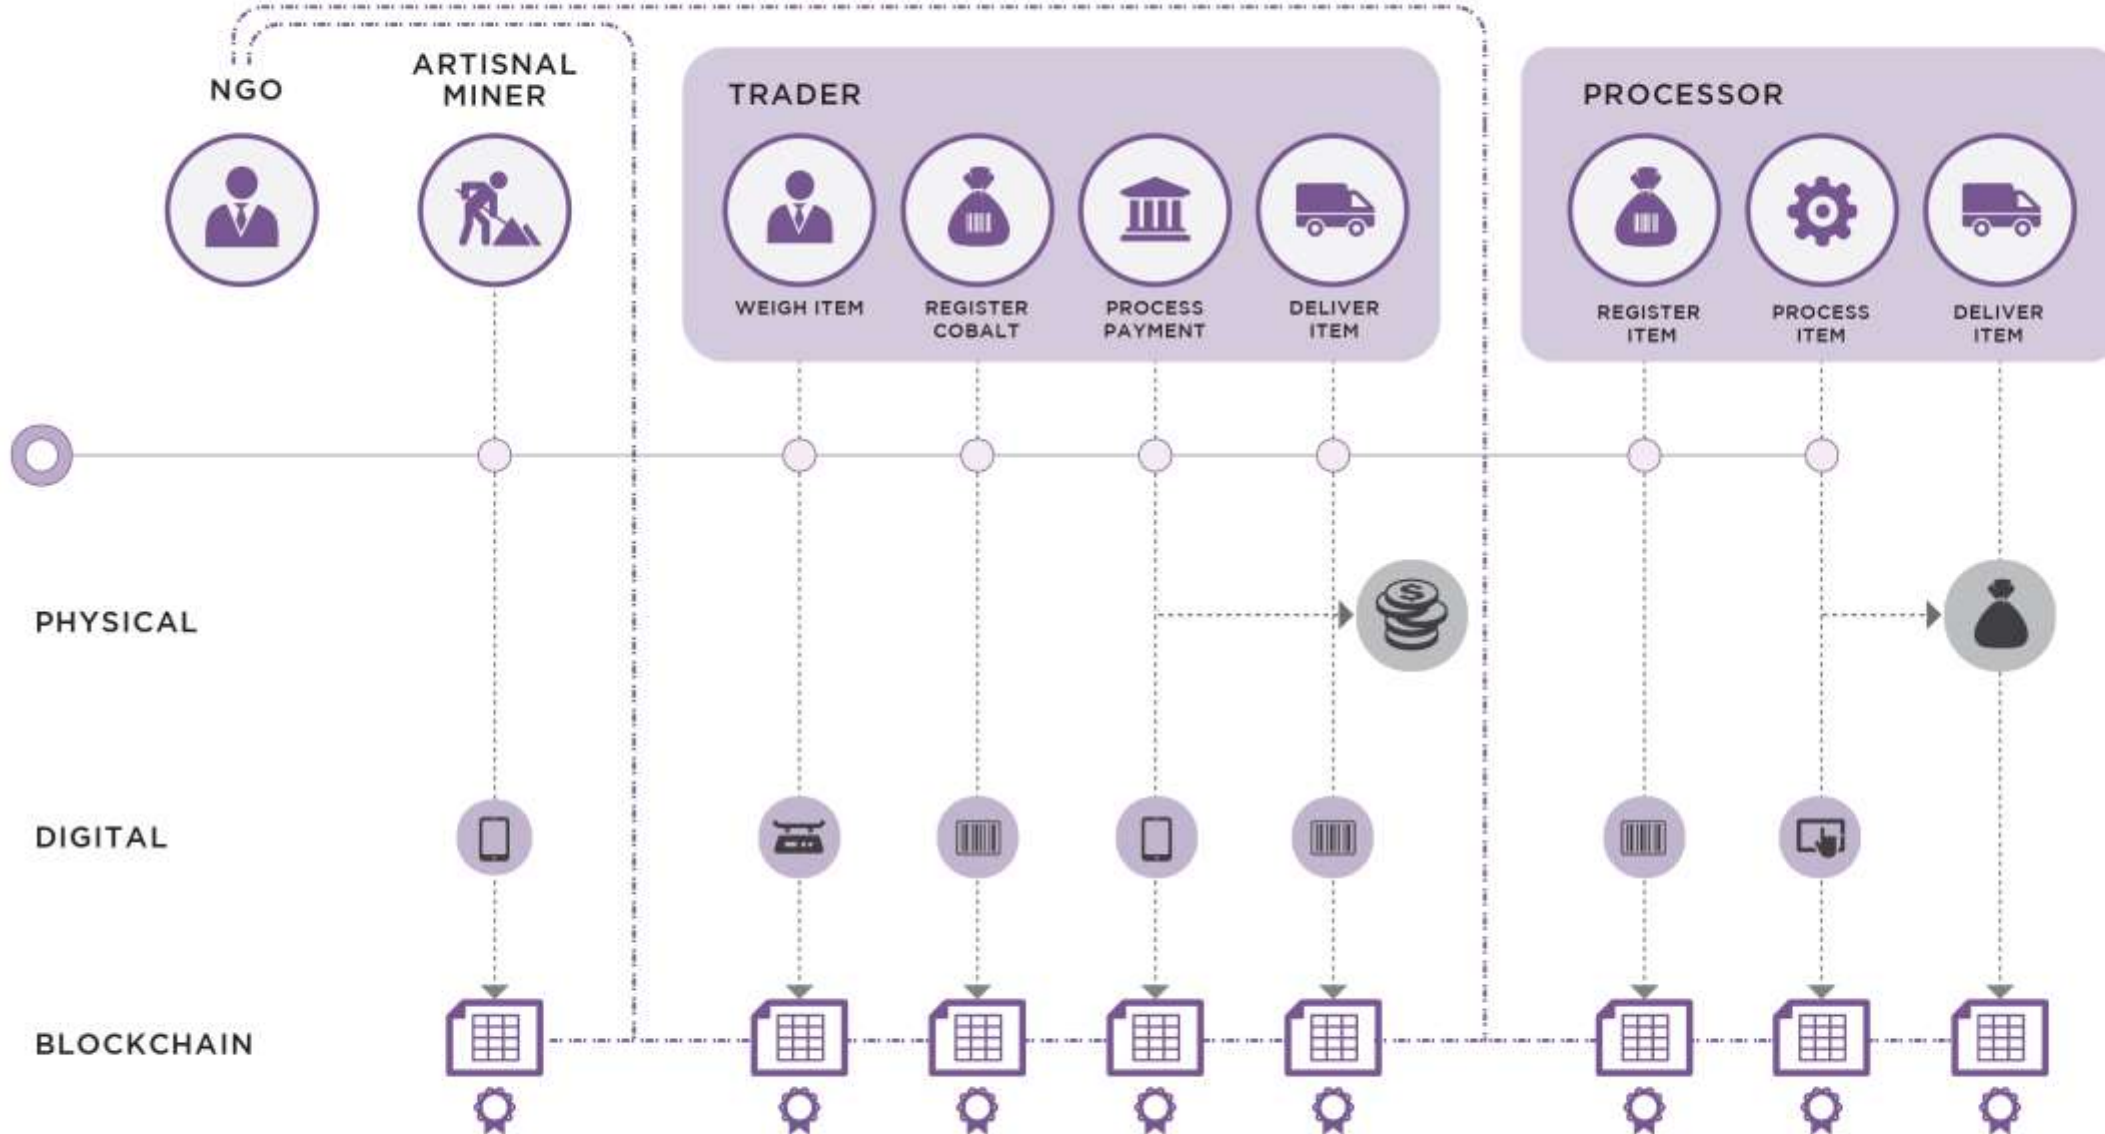 NGO
ARTISNAL
MINER
TRADER
PROCESSOR
WEIGH ITEM
REGISTER
COBALT
PROCESS
PAYMENT
DELIVER
ITEM
REGISTER
ITEM
PROCESS
ITEM
DELIVER
ITEM
PHYSICAL
$
DIGITAL
BLOCKCHAIN